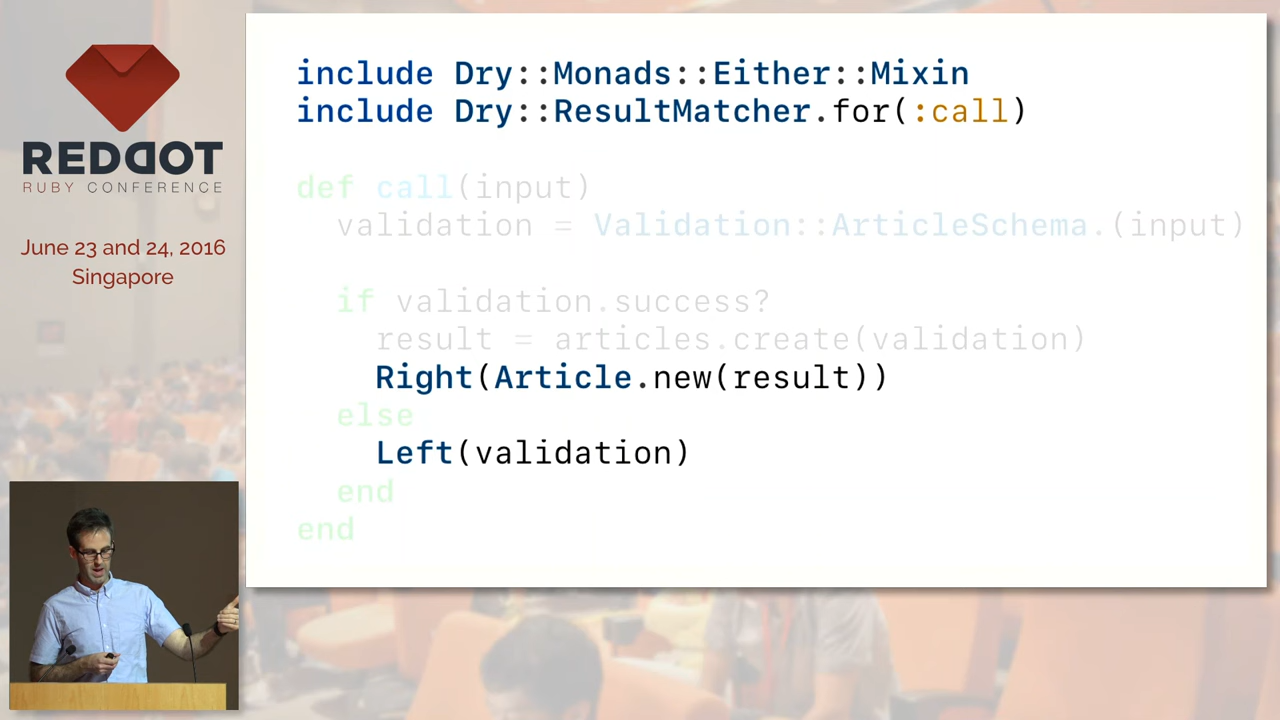 REDDOT
RUBY CONFERENCE
June 23 and 24, 2016
Singapore
include Dry::Monads::Either::Mixin
include Dry::ResultMatcher.for(:call)
def call(input)
validation = Validation::ArticleSchema.(input)
if validation.success?
result = articles.create(validation)
Right(Article.new(result))
else
Left(validation)
end
end